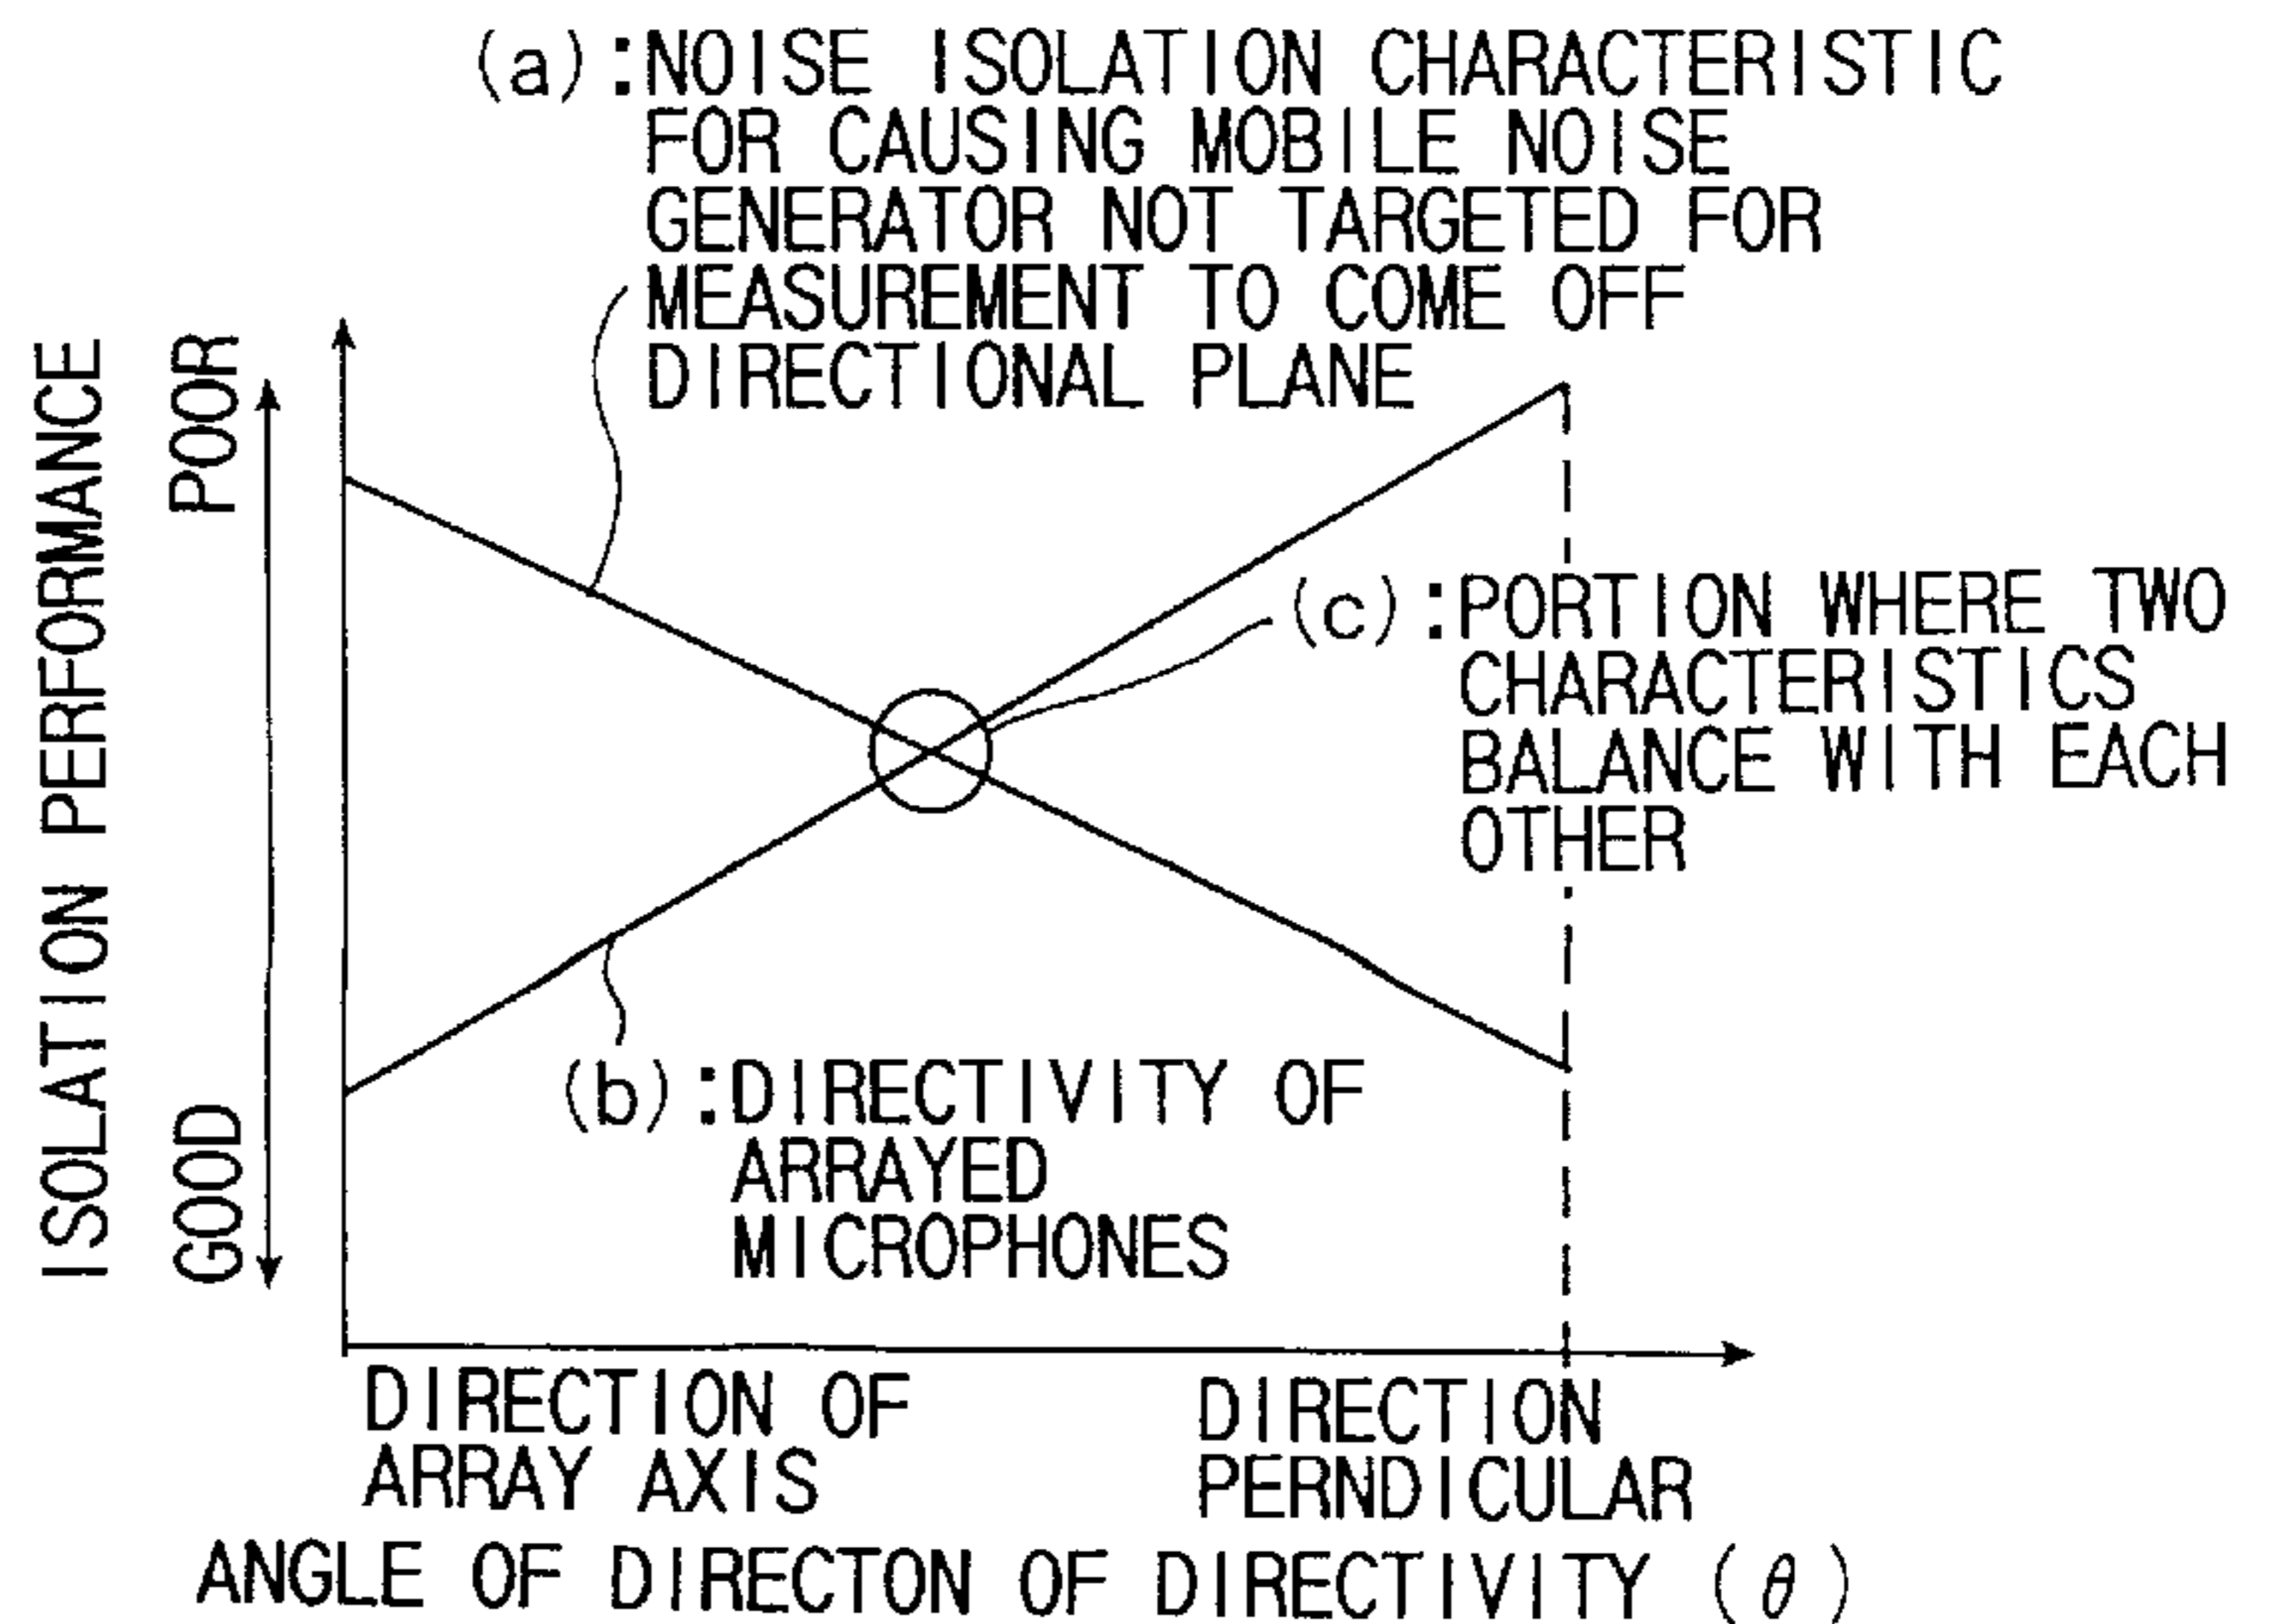 (a):NOISE ISOLATION CHARACTERISTIC
FOR CAUSING MOBILE NOISE
GENERATOR NOT TARGETED FOR
MEASUREMENT TO COME OFF
DIRECTIONAL PLANE
ISOLATION PERFORMANCE
POOR
GOOD
(c):PORTION WHERE TWO
CHARACTERISTICS
BALANCE WITH EACH
OTHER
(b):DIRECTIVITY OF
ARRAYED
MICROPHONES
DIRECTION OF
ARRAY AXIS
DIRECTION
PERNDICULAR
ANGLE OF DIRECTON OF DIRECTIVITY (θ)